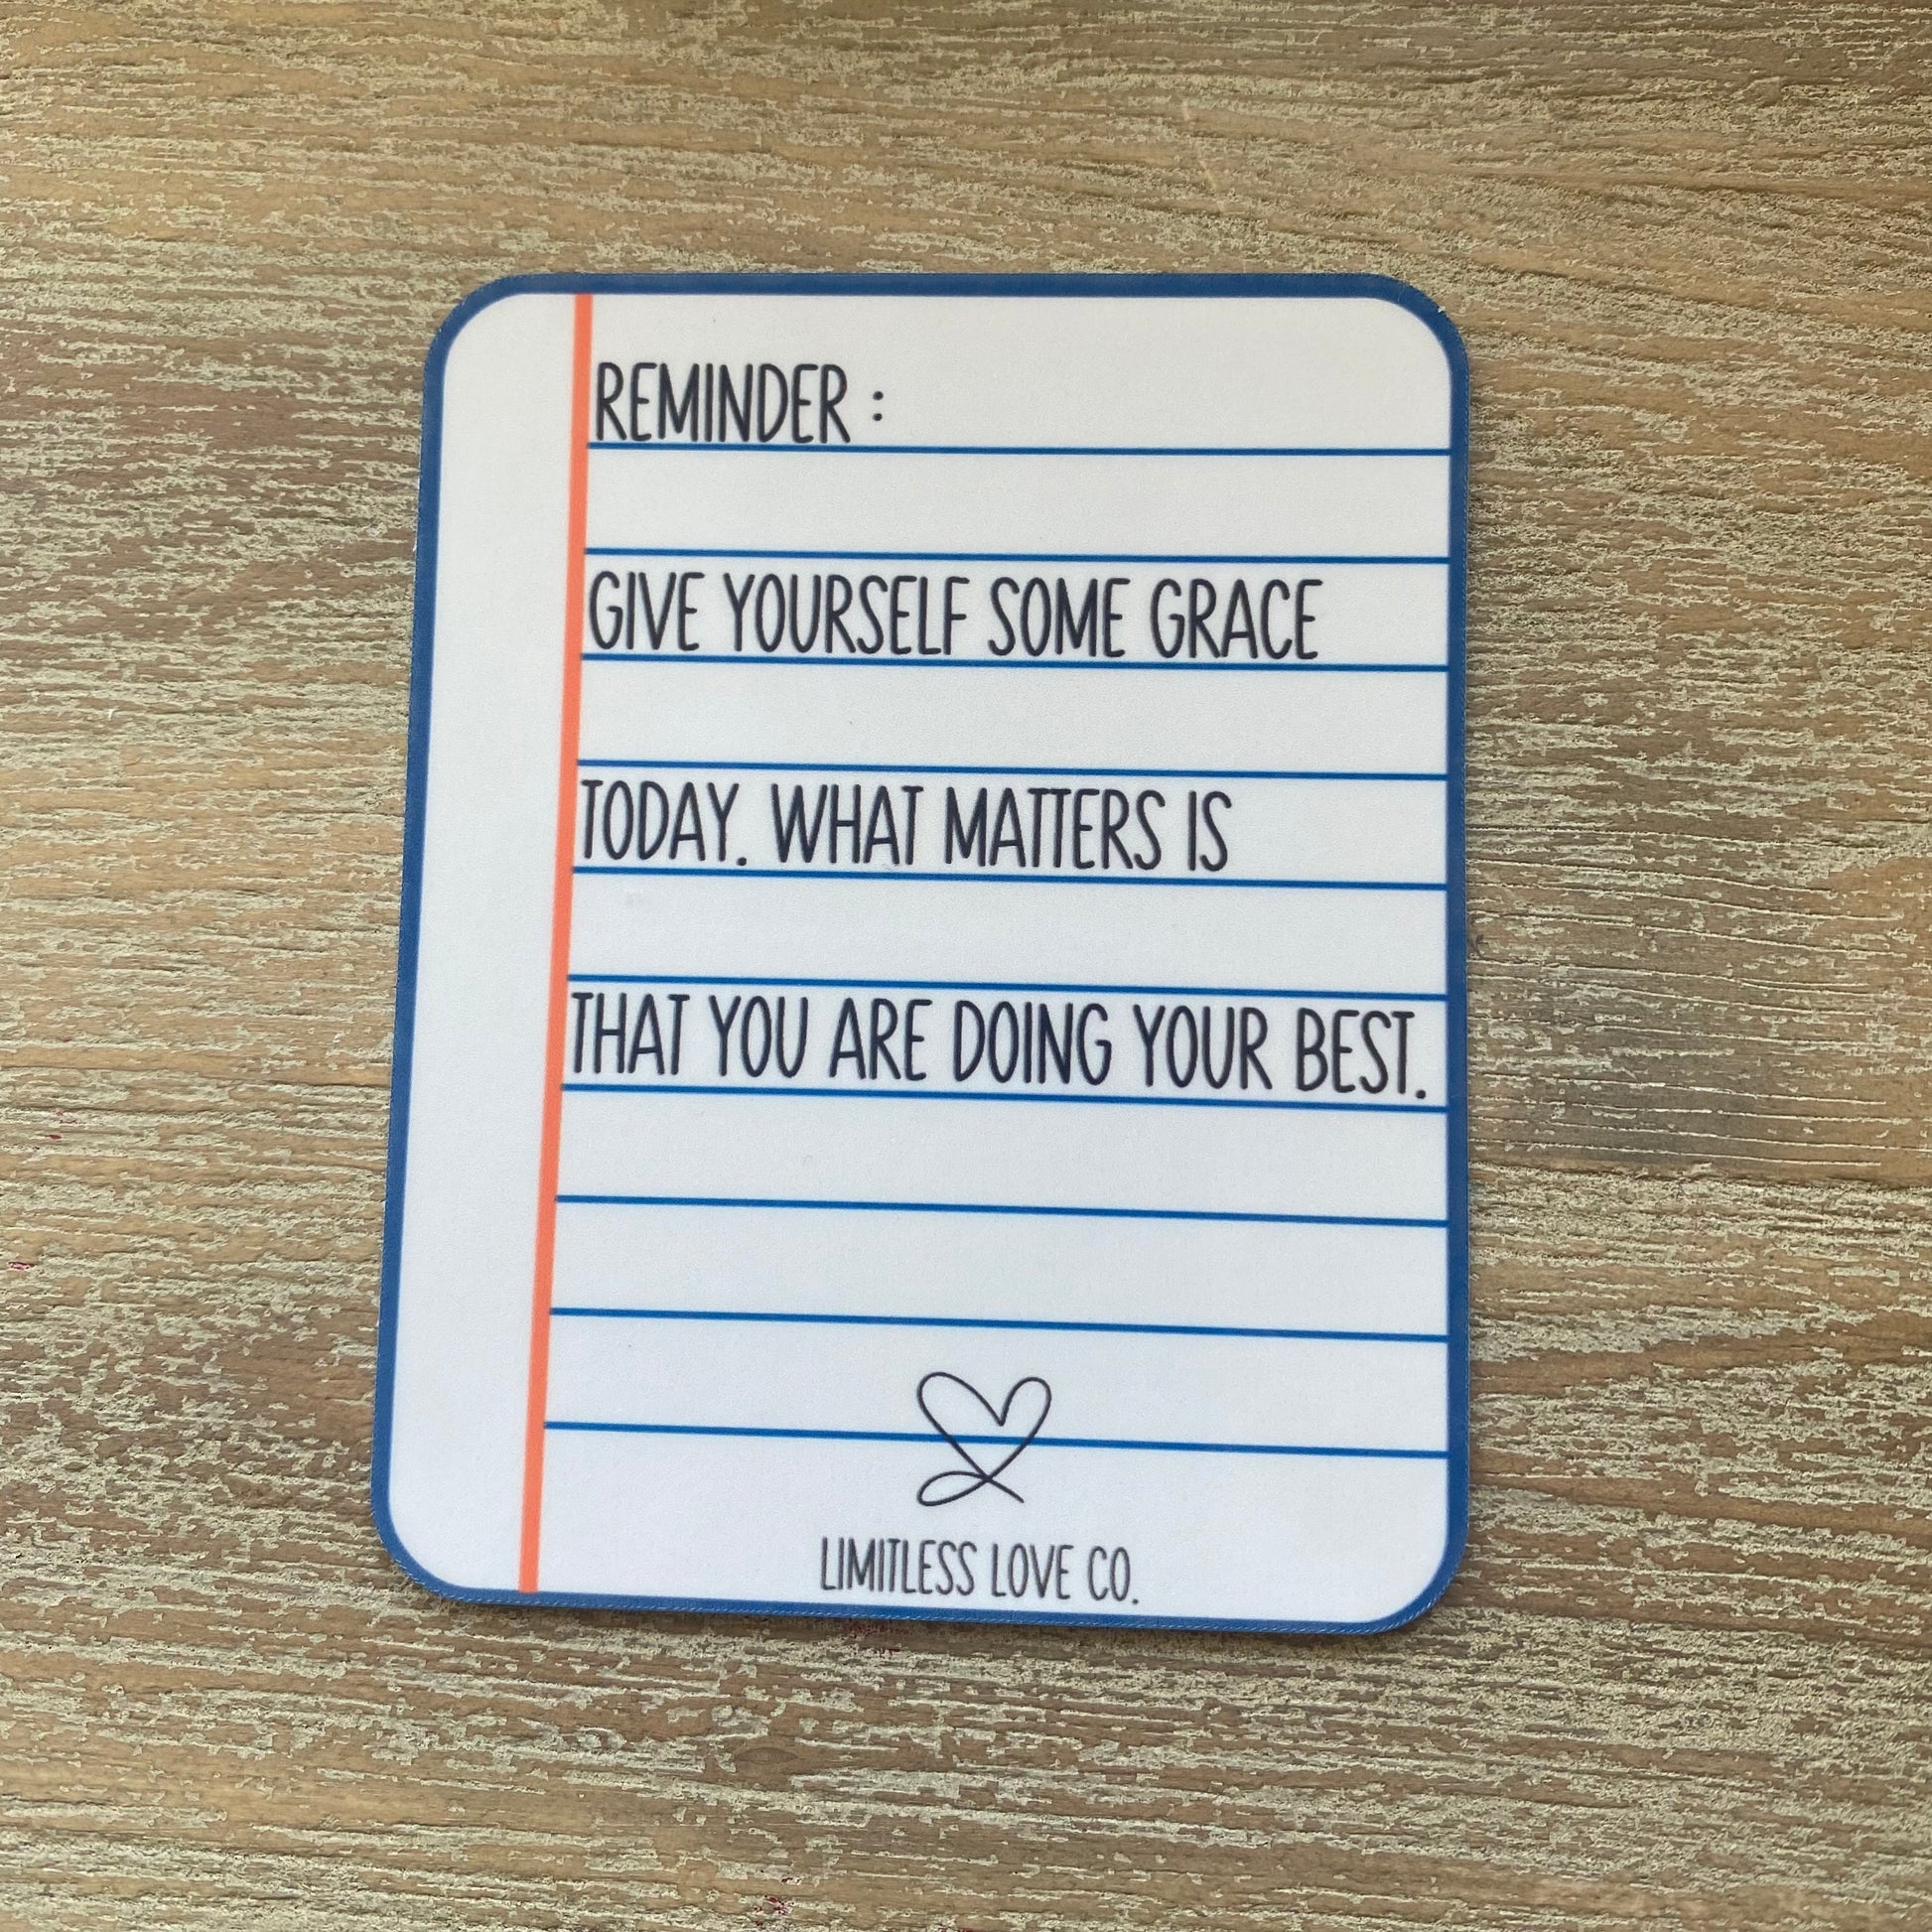 REMINDER :
GIVE YOURSELF SOME GRACE
TODAY. WHAT MATTERS IS
THAT YOU ARE DOING YOUR BEST.
LIMITLESS LOVE CO.